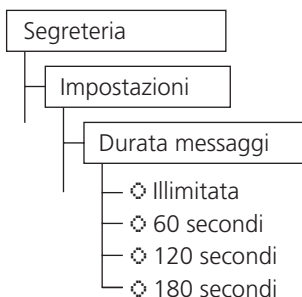 Segreteria
Impostazioni
Durata messaggi
Illimitata
60 secondi
120 secondi
180 secondi